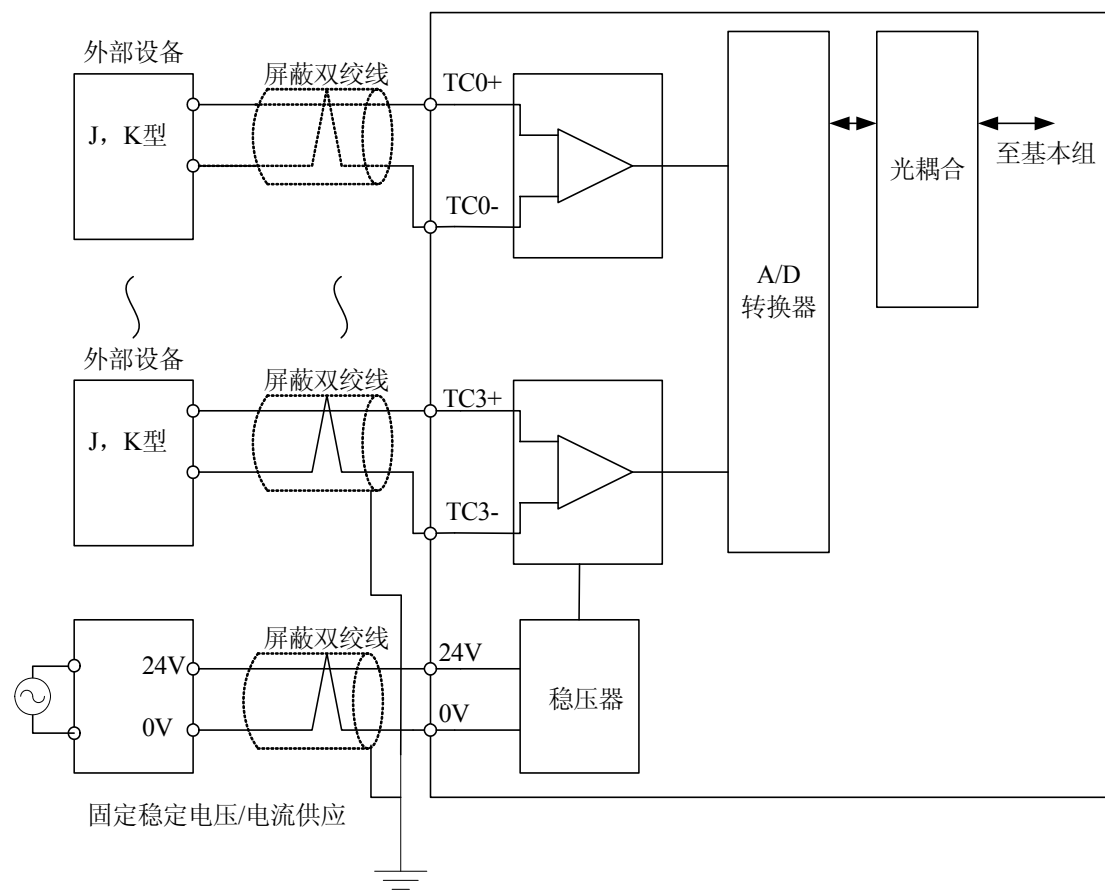 外部设备
屏蔽双绞线
TC0+
J，K型
TC0-
A/D
转换器
光耦合
至基本组
外部设备
屏蔽双绞线
TC3+
J，K型
TC3-
屏蔽双绞线
24V
24V
0V
0V
稳压器
固定稳定电压/电流供应